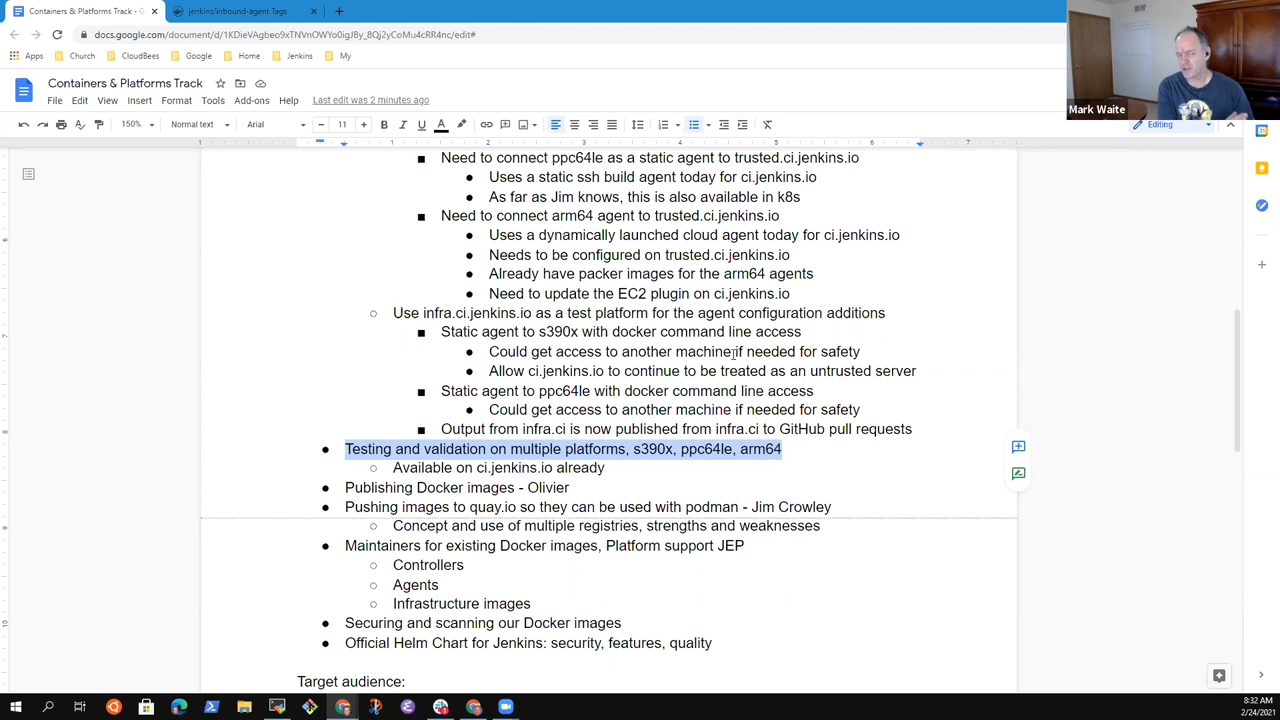 Containers & Platforms Track - G
jenkins/inbound-agent Tags
docs.google.com/document/d/1KDieVAgbeo9xTNVnOWYo0igJ8y_8Qj2yCoMu4cRR4nc/edit#
Apps Church CloudBees Google Home Jenkins My
Containers & Platforms Track
File Edit View Insert Format Tools Add-ons Help Last edit was 2 minutes ago
150% Normal text Arial 11 Editing
Mark Waite
1 1 2 3 4 5 6 7
Need to connect ppc64le as a static agent to trusted.ci.jenkins.io
Uses a static ssh build agent today for ci.jenkins.io
As far as Jim knows, this is also available in k8s
Need to connect arm64 agent to trusted.ci.jenkins.io
Uses a dynamically launched cloud agent today for ci.jenkins.io
Needs to be configured on trusted.ci.jenkins.io
Already have packer images for the arm64 agents
Need to update the EC2 plugin on ci.jenkins.io
Use infra.ci.jenkins.io as a test platform for the agent configuration additions
Static agent to s390x with docker command line access
Could get access to another machine if needed for safety
Allow ci.jenkins.io to continue to be treated as an untrusted server
Static agent to ppc64le with docker command line access
Could get access to another machine if needed for safety
Output from infra.ci is now published from infra.ci to GitHub pull requests
Testing and validation on multiple platforms, s390x, ppc64le, arm64
Available on ci.jenkins.io already
Publishing Docker images - Olivier
Pushing images to quay.io so they can be used with podman - Jim Crowley
Concept and use of multiple registries, strengths and weaknesses
Maintainers for existing Docker images, Platform support JEP
Controllers
Agents
Infrastructure images
Securing and scanning our Docker images
Official Helm Chart for Jenkins: security, features, quality
Target audience:
8:32 AM
2/24/2021